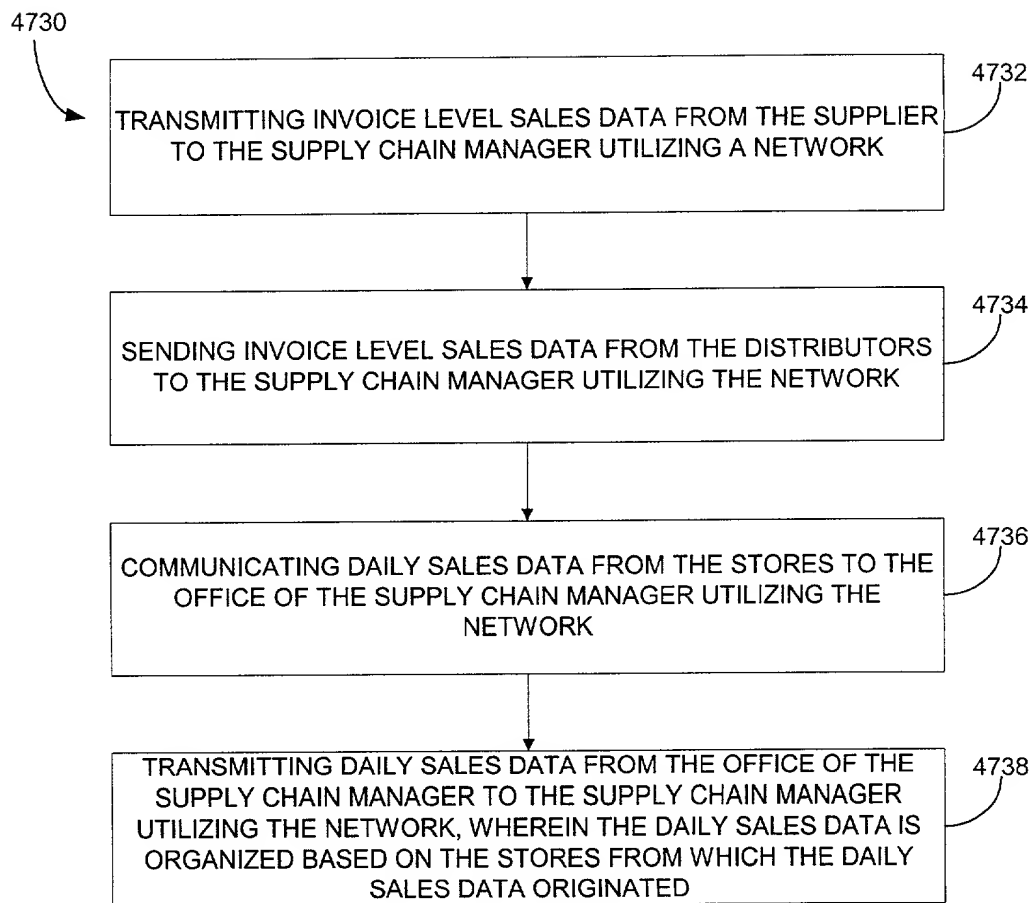 4730
4732
TRANSMITTING INVOICE LEVEL SALES DATA FROM THE SUPPLIER
TO THE SUPPLY CHAIN MANAGER UTILIZING A NETWORK
4734
SENDING INVOICE LEVEL SALES DATA FROM THE DISTRIBUTORS
TO THE SUPPLY CHAIN MANAGER UTILIZING THE NETWORK
4736
COMMUNICATING DAILY SALES DATA FROM THE STORES TO THE
OFFICE OF THE SUPPLY CHAIN MANAGER UTILIZING THE
NETWORK
4738
TRANSMITTING DAILY SALES DATA FROM THE OFFICE OF THE
SUPPLY CHAIN MANAGER TO THE SUPPLY CHAIN MANAGER
UTILIZING THE NETWORK, WHEREIN THE DAILY SALES DATA IS
ORGANIZED BASED ON THE STORES FROM WHICH THE DAILY
SALES DATA ORIGINATED